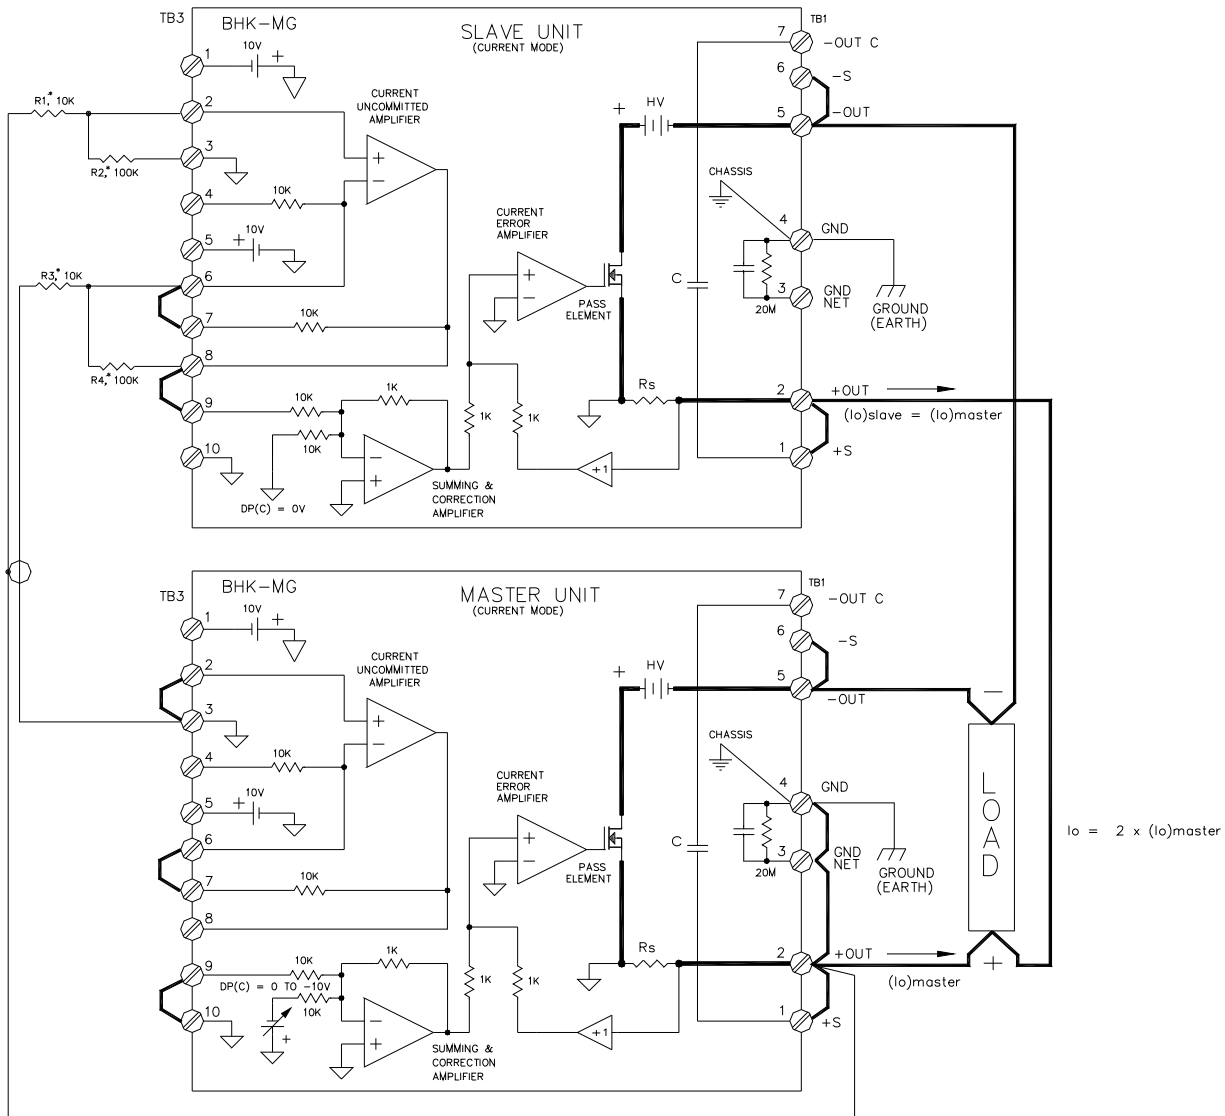 TB3
BHK-MG
SLAVE UNIT
(CURRENT MODE)
TB1
1
10V
+
7
-OUT C
CURRENT
UNCOMMITTED
AMPLIFIER
6
-S
R1,* 10K
2
+
HV
5
-OUT
3
R2,* 100K
+
-
CHASSIS
4
10K
4
GND
CURRENT
ERROR
AMPLIFIER
5
+
10V
R3,* 10K
6
+
-
PASS
ELEMENT
C
3
20M
GND
NET
GROUND
(EARTH)
7
10K
8
R4,* 100K
1K
Rs
2
+OUT
(Io)slave = (Io)master
9
10K
10K
1K
1K
10
-
+
+1
1
+S
DP(C) = 0V
SUMMING &
CORRECTION
AMPLIFIER
TB3
BHK-MG
MASTER UNIT
(CURRENT MODE)
TB1
1
10V
+
7
-OUT C
CURRENT
UNCOMMITTED
AMPLIFIER
6
-S
2
+
HV
5
-OUT
-
3
+
-
CHASSIS
4
10K
4
GND
CURRENT
ERROR
AMPLIFIER
5
+
10V
LOAD
Io = 2 x (Io)master
6
+
-
PASS
ELEMENT
C
3
20M
GND
NET
GROUND
(EARTH)
7
10K
8
1K
Rs
2
+OUT
+
(Io)master
9
10K
DP(C) = 0 TO -10V
10K
+
1K
1K
10
-
+
+1
1
+S
SUMMING &
CORRECTION
AMPLIFIER